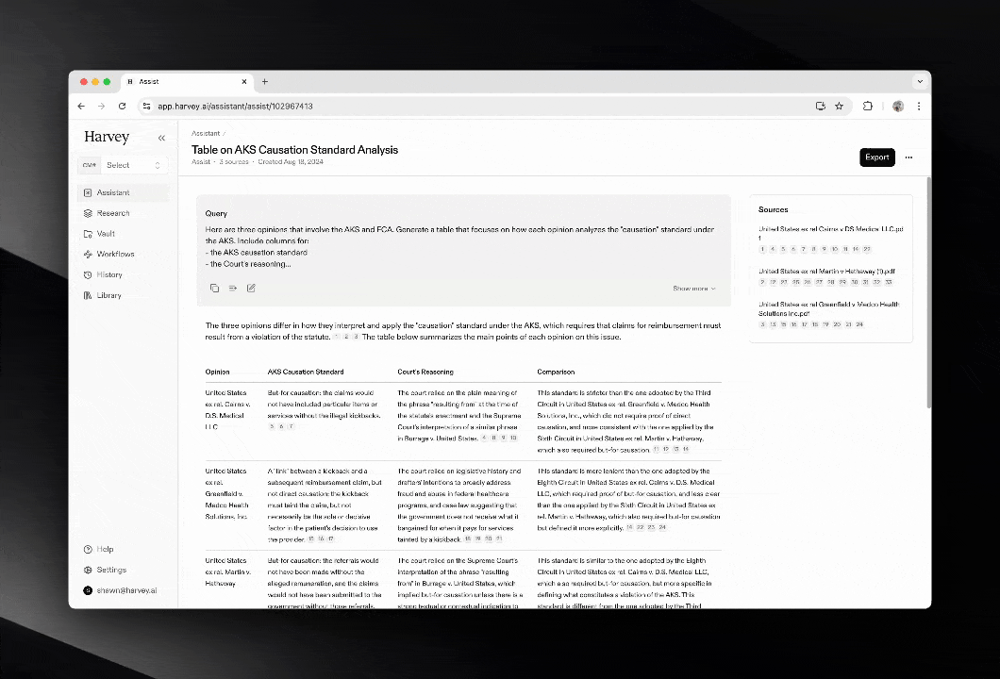 Assist
app.harvey.ai/assistant/assist/102967413
Harvey
CM#
Select
Assistant
Research
Vault
Workflows
History
Library
Help
Settings
S
shawn@harvey.ai
Assistant /
Table on AKS Causation Standard Analysis
Assist · 3 sources · Created Aug 18, 2024
Export
Query
Here are three opinions that involve the AKS and FCA. Generate a table that focuses on how each opinion analyzes the "causation" standard under
the AKS. Include columns for:
- the AKS causation standard
- the Court's reasoning...
Show more
The three opinions differ in how they interpret and apply the "causation" standard under the AKS, which requires that claims for reimbursement must
result from a violation of the statute. 1 2 3 The table below summarizes the main points of each opinion on this issue.
Opinion
AKS Causation Standard
Court's Reasoning
Comparison
United States
ex rel. Cairns v.
D.S. Medical
LLC
But-for causation: the claims would
not have included particular items or
services without the illegal kickbacks.
5 6 7
The court relied on the plain meaning of
the phrase "resulting from" at the time of
the statute's enactment and the Supreme
Court's interpretation of a similar phrase
in Burrage v. United States. 4 8 9 10
This standard is stricter than the one adopted by the Third
Circuit in United States ex rel. Greenfield v. Medco Health
Solutions, Inc., which did not require proof of direct
causation, and more consistent with the one applied by the
Sixth Circuit in United States ex rel. Martin v. Hathaway,
which also required but-for causation. 11 12 13 14
United States
ex rel.
Greenfield v.
Medco Health
Solutions, Inc.
A "link" between a kickback and a
subsequent reimbursement claim, but
not direct causation: the kickback
must taint the claim, but not
necessarily be the sole or decisive
factor in the patient's decision to use
the provider. 15 16 17
The court relied on legislative history and
drafters' intentions to broadly address
fraud and abuse in federal healthcare
programs, and case law suggesting that
the government does not receive what it
bargained for when it pays for services
tainted by a kickback. 18 19 20 21
This standard is more lenient than the one adopted by the
Eighth Circuit in United States ex rel. Cairns v. D.S. Medical
LLC, which required proof of but-for causation, and less clear
than the one applied by the Sixth Circuit in United States ex
rel. Martin v. Hathaway, which also required but-for causation
but defined it more explicitly. 14 22 23 24
United States
ex rel. Martin v.
Hathaway
But-for causation: the referrals would
not have been made without the
alleged remuneration, and the claims
would not have been submitted to the
government without those referrals.
The court relied on the Supreme Court's
interpretation of the phrase "resulting
from" in Burrage v. United States, which
implied but-for causation unless there is a
strong textual or contextual indication to
This standard is similar to the one adopted by the Eighth
Circuit in United States ex rel. Cairns v. D.S. Medical LLC,
which also required but-for causation, but more specific in
defining what constitutes a violation of the AKS. This
standard is different from the one adopted by the Third
Sources
United States ex rel Cairns v DS Medical LLC.pd
f
1 4 5 6 7 8 9 10 11 14 22
United States ex rel Martin v Hathaway (1).pdf
2 12 23 25 26 27 28 29 30 31 32 33
United States ex rel Greenfield v Medco Health
Solutions Inc.pdf
3 13 15 16 17 18 19 20 21 24